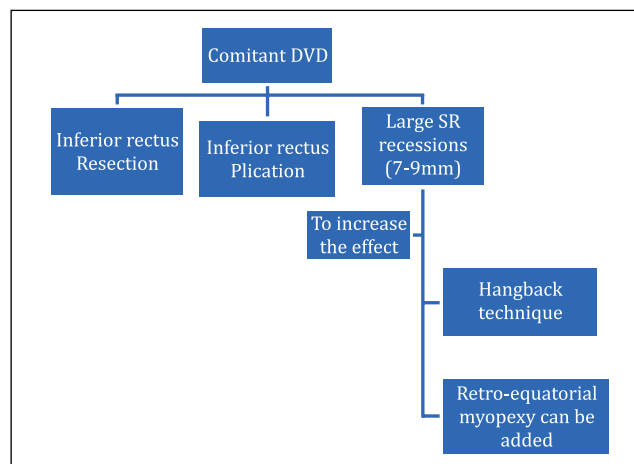 Comitant DVD
Inferior rectus
Resection
Inferior rectus
Plication
Large SR
recessions
(7-9mm)
To increase
the effect
Hangback
technique
Retro-equatorial
myopexy can be
added